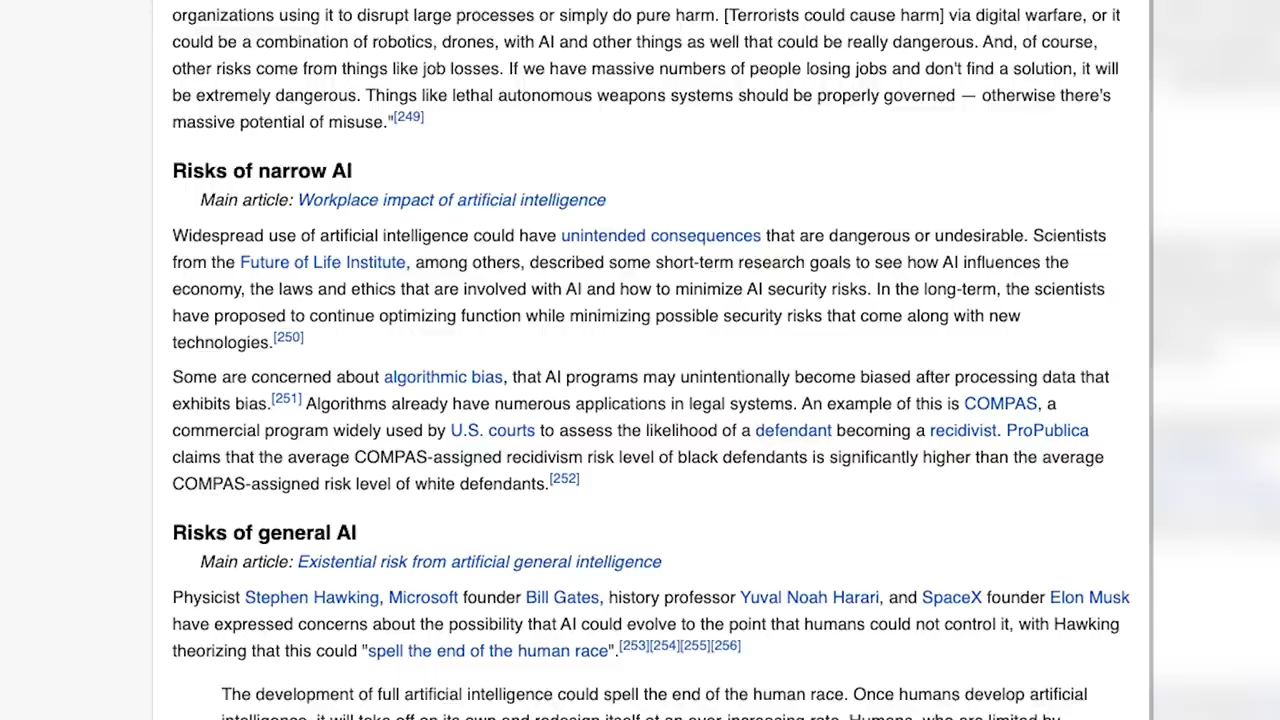 organizations using it to disrupt large processes or simply do pure harm. [Terrorists could cause harm] via digital warfare, or it
could be a combination of robotics, drones, with AI and other things as well that could be really dangerous. And, of course,
other risks come from things like job losses. If we have massive numbers of people losing jobs and don't find a solution, it will
be extremely dangerous. Things like lethal autonomous weapons systems should be properly governed — otherwise there's
massive potential of misuse."[249]
Risks of narrow AI
Main article: Workplace impact of artificial intelligence
Widespread use of artificial intelligence could have unintended consequences that are dangerous or undesirable. Scientists
from the Future of Life Institute, among others, described some short-term research goals to see how AI influences the
economy, the laws and ethics that are involved with AI and how to minimize AI security risks. In the long-term, the scientists
have proposed to continue optimizing function while minimizing possible security risks that come along with new
technologies.[250]
Some are concerned about algorithmic bias, that AI programs may unintentionally become biased after processing data that
exhibits bias.[251] Algorithms already have numerous applications in legal systems. An example of this is COMPAS, a
commercial program widely used by U.S. courts to assess the likelihood of a defendant becoming a recidivist. ProPublica
claims that the average COMPAS-assigned recidivism risk level of black defendants is significantly higher than the average
COMPAS-assigned risk level of white defendants.[252]
Risks of general AI
Main article: Existential risk from artificial general intelligence
Physicist Stephen Hawking, Microsoft founder Bill Gates, history professor Yuval Noah Harari, and SpaceX founder Elon Musk
have expressed concerns about the possibility that AI could evolve to the point that humans could not control it, with Hawking
theorizing that this could "spell the end of the human race".[253][254][255][256]
The development of full artificial intelligence could spell the end of the human race. Once humans develop artificial
intelligence, it will take off on its own and redesign itself at an ever-increasing rate. Humans, who are limited by